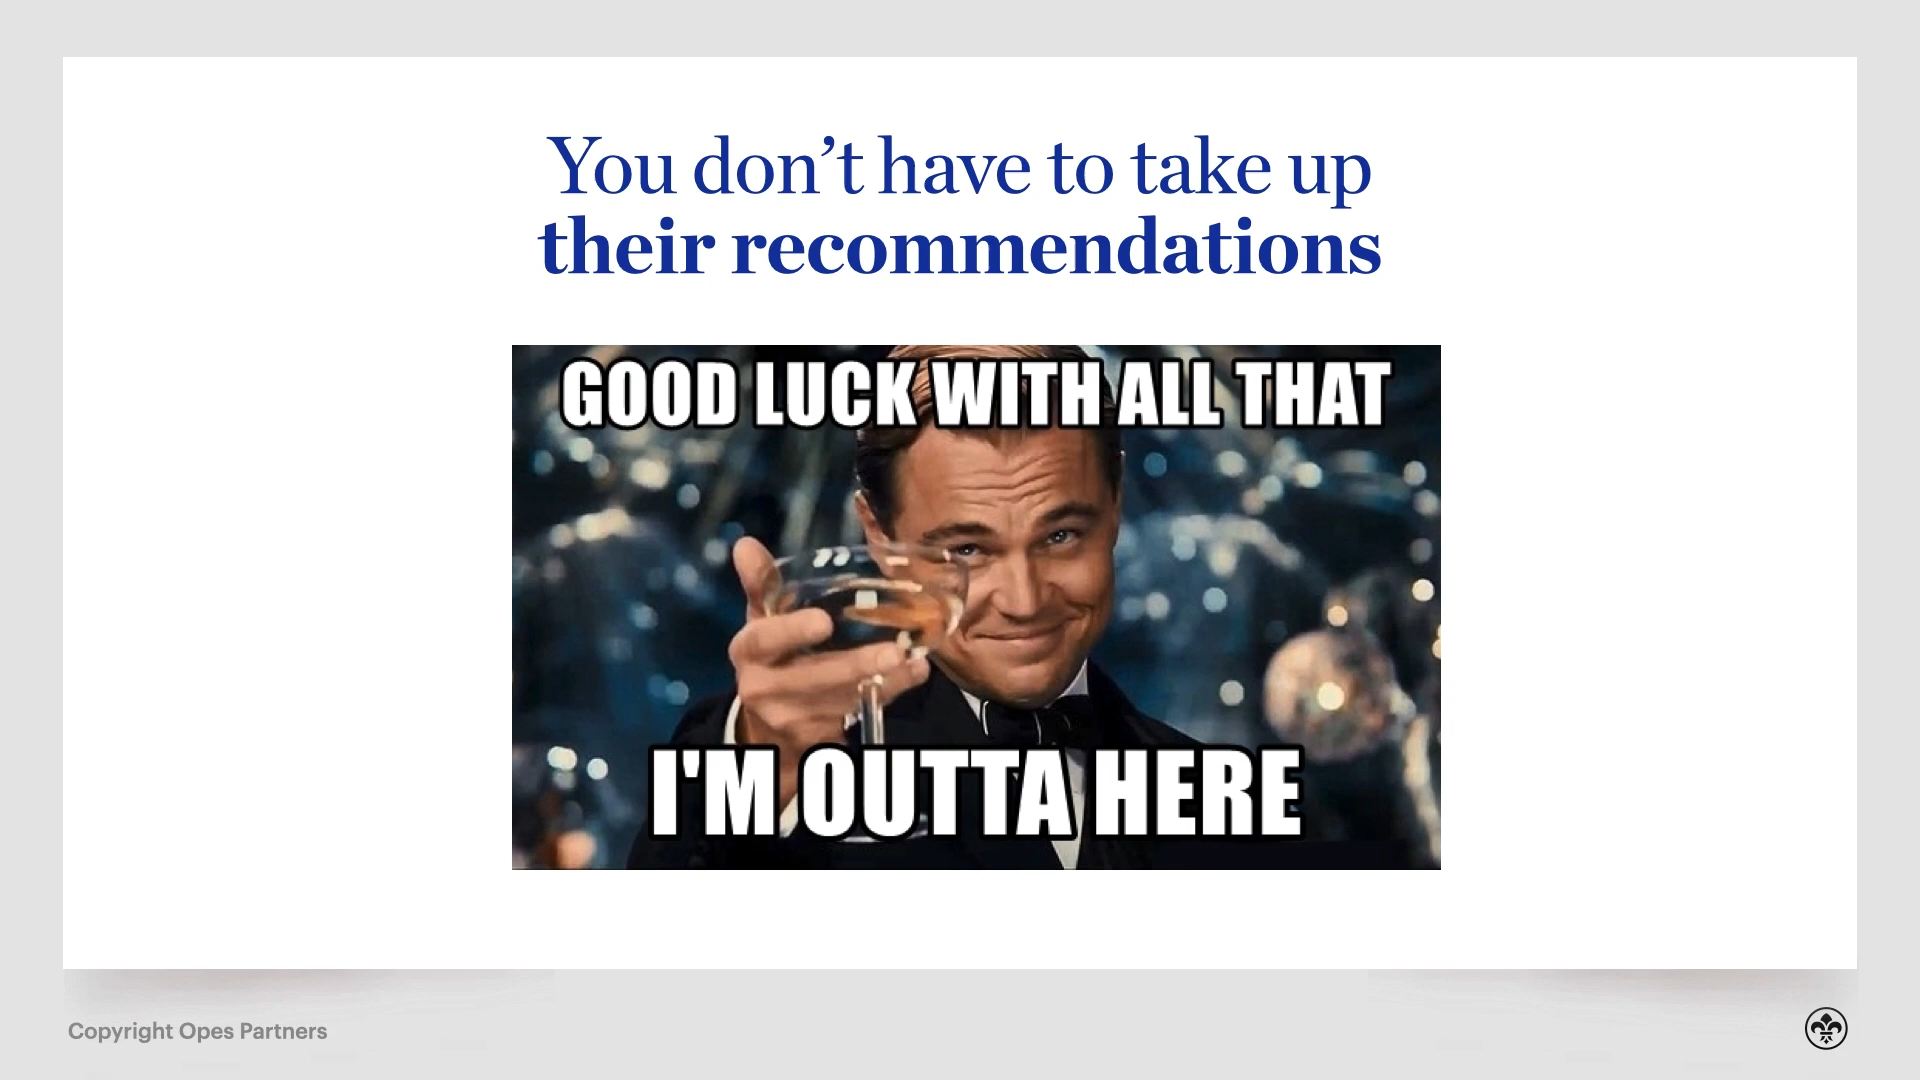 You don’t have to take up
their recommendations
GOOD LUCK WITH ALL THAT
I'M OUTTA HERE
Copyright Opes Partners